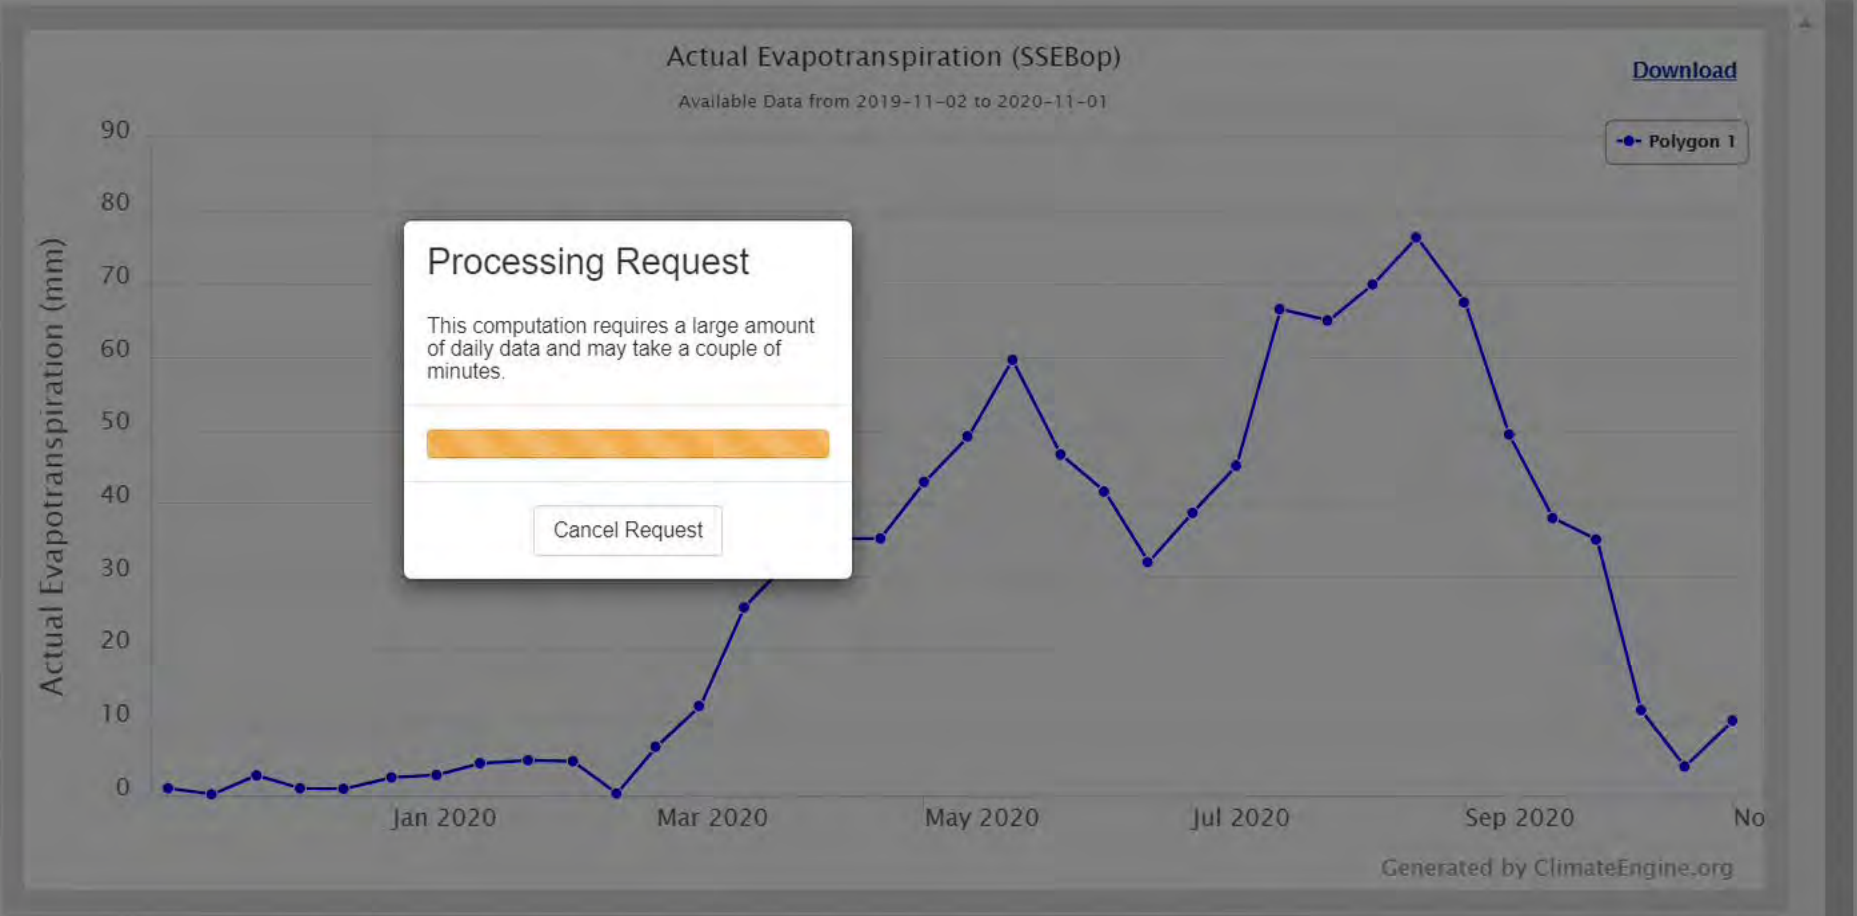 Actual Evapotranspiration (SSEBop)
Available Data from 2019-11-02 to 2020-11-01
Download
Polygon 1
Actual Evapotranspiration (mm)
90
80
70
60
50
40
30
20
10
0
Processing Request
This computation requires a large amount
of daily data and may take a couple of
minutes.
Cancel Request
Jan 2020
Mar 2020
May 2020
Jul 2020
Sep 2020
No
Generated by ClimateEngine.org